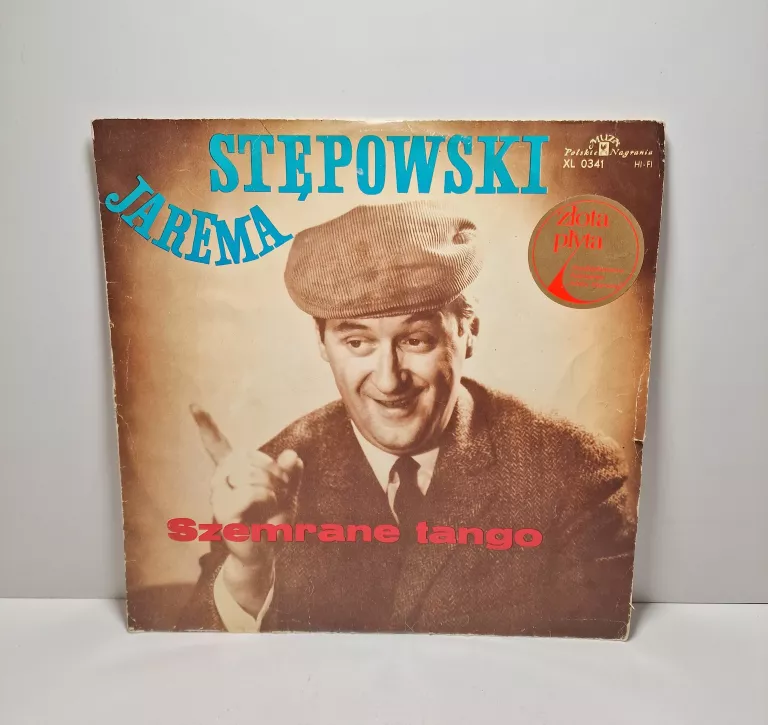 STĘPOWSKI
JAREMA
MUZA
Polskie Nagrania
XL 0341 HI-FI
złota
płyta
Szemrane tango